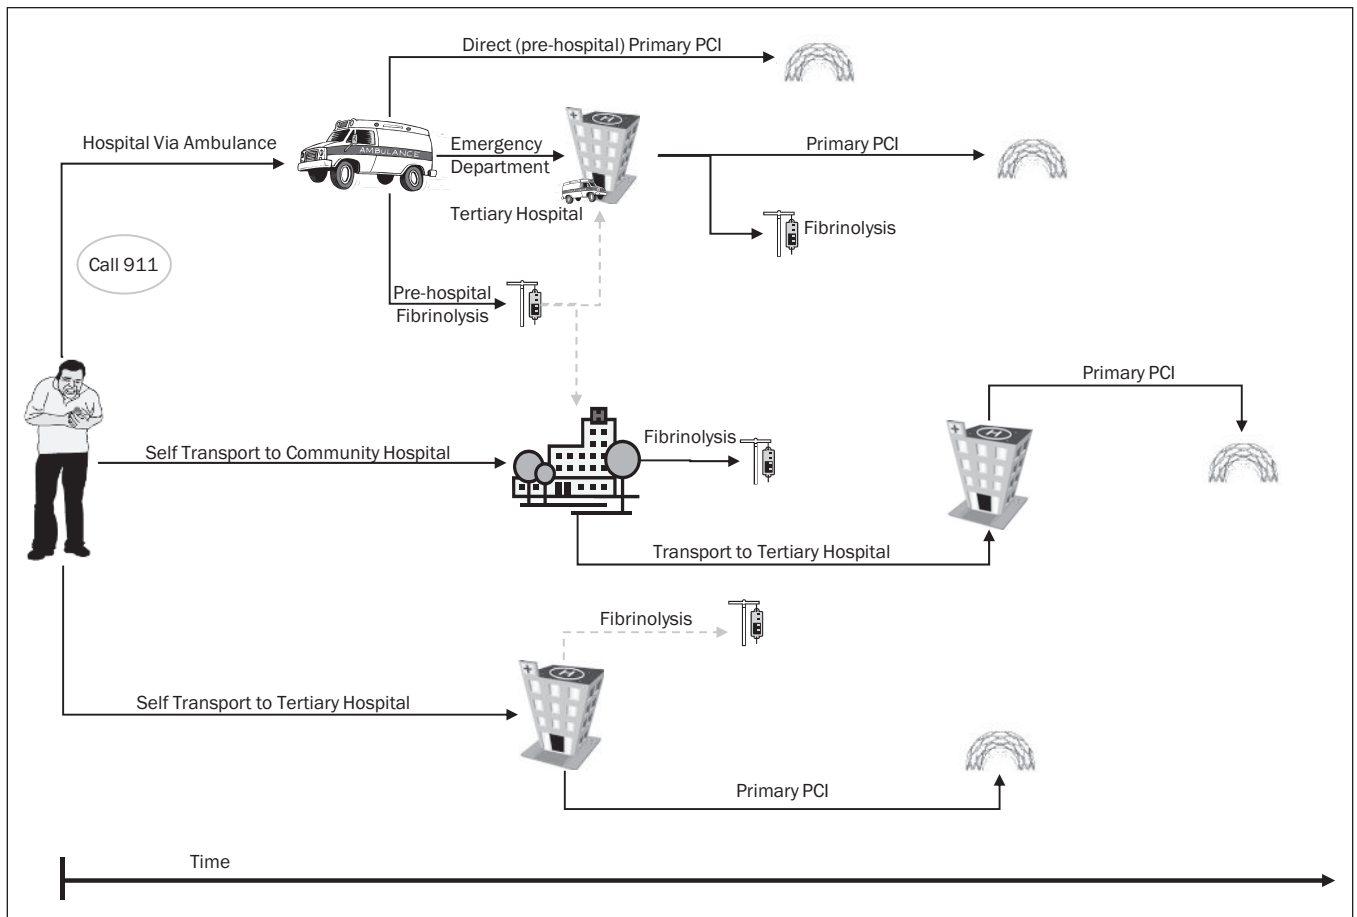 Direct (pre-hospital) Primary PCI
Hospital Via Ambulance
AMBULANCE
Emergency
Department
H
Primary PCI
Tertiary Hospital
Fibrinolysis
Call 911
Pre-hospital
Fibrinolysis
Primary PCI
H
H
Self Transport to Community Hospital
Fibrinolysis
Transport to Tertiary Hospital
Fibrinolysis
H
Self Transport to Tertiary Hospital
Primary PCI
Time